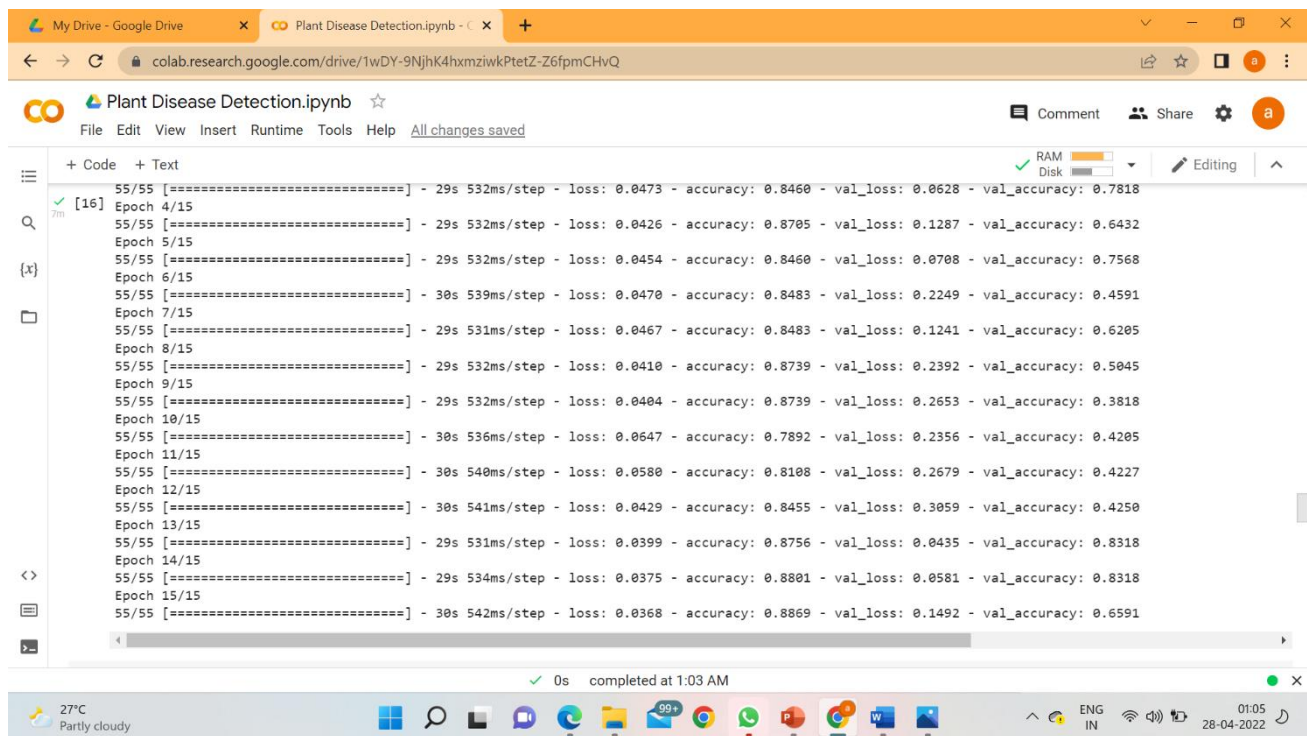 My Drive - Google Drive
Plant Disease Detection.ipynb - C
colab.research.google.com/drive/1wDY-9NjhK4hxmziwkPtetZ-Z6fpmCHvQ
a
Plant Disease Detection.ipynb
File Edit View Insert Runtime Tools Help All changes saved
Comment Share a
+ Code + Text
RAM
Disk
Editing
[16]
7m
{x}
55/55 [==============================] - 29s 532ms/step - loss: 0.0473 - accuracy: 0.8460 - val_loss: 0.0628 - val_accuracy: 0.7818
Epoch 4/15
55/55 [==============================] - 29s 532ms/step - loss: 0.0426 - accuracy: 0.8705 - val_loss: 0.1287 - val_accuracy: 0.6432
Epoch 5/15
55/55 [==============================] - 29s 532ms/step - loss: 0.0454 - accuracy: 0.8460 - val_loss: 0.0708 - val_accuracy: 0.7568
Epoch 6/15
55/55 [==============================] - 30s 539ms/step - loss: 0.0470 - accuracy: 0.8483 - val_loss: 0.2249 - val_accuracy: 0.4591
Epoch 7/15
55/55 [==============================] - 29s 531ms/step - loss: 0.0467 - accuracy: 0.8483 - val_loss: 0.1241 - val_accuracy: 0.6205
Epoch 8/15
55/55 [==============================] - 29s 532ms/step - loss: 0.0410 - accuracy: 0.8739 - val_loss: 0.2392 - val_accuracy: 0.5045
Epoch 9/15
55/55 [==============================] - 29s 532ms/step - loss: 0.0404 - accuracy: 0.8739 - val_loss: 0.2653 - val_accuracy: 0.3818
Epoch 10/15
55/55 [==============================] - 30s 536ms/step - loss: 0.0647 - accuracy: 0.7892 - val_loss: 0.2356 - val_accuracy: 0.4205
Epoch 11/15
55/55 [==============================] - 30s 540ms/step - loss: 0.0580 - accuracy: 0.8108 - val_loss: 0.2679 - val_accuracy: 0.4227
Epoch 12/15
55/55 [==============================] - 30s 541ms/step - loss: 0.0429 - accuracy: 0.8455 - val_loss: 0.3059 - val_accuracy: 0.4250
Epoch 13/15
55/55 [==============================] - 29s 531ms/step - loss: 0.0399 - accuracy: 0.8756 - val_loss: 0.0435 - val_accuracy: 0.8318
Epoch 14/15
55/55 [==============================] - 29s 534ms/step - loss: 0.0375 - accuracy: 0.8801 - val_loss: 0.0581 - val_accuracy: 0.8318
Epoch 15/15
55/55 [==============================] - 30s 542ms/step - loss: 0.0368 - accuracy: 0.8869 - val_loss: 0.1492 - val_accuracy: 0.6591
0s completed at 1:03 AM
27°C
Partly cloudy
99+
ENG
IN
01:05
28-04-2022